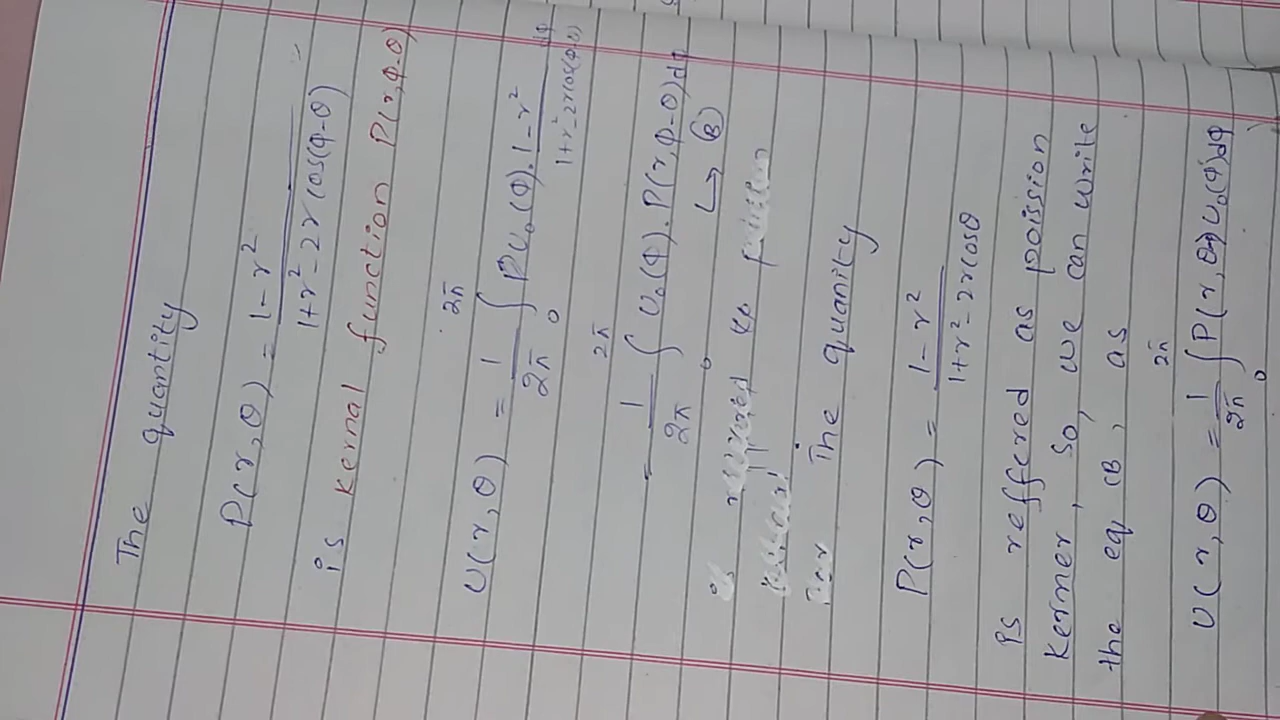 The quantity
P(r, θ) = 1 - r² / 1 + r² - 2r cos(φ-θ)
is kernal function P(r, φ-θ)
U(r, θ) = 1/2π ∫₀^2π P U₀(φ) . 1 - r² / 1 + r² - 2r cos(φ-θ) dφ
= 1/2π ∫₀^2π U₀(φ) . P(r, φ-θ) dφ
↳ (B)
The quanity
P(r, θ) = 1 - r² / 1 + r² - 2r cosθ
is reffered as poission
kermer, so, we can write
the eq, (B, as
U(r, θ) = 1/2π ∫₀^2π P(r, θ) U₀(φ) dφ